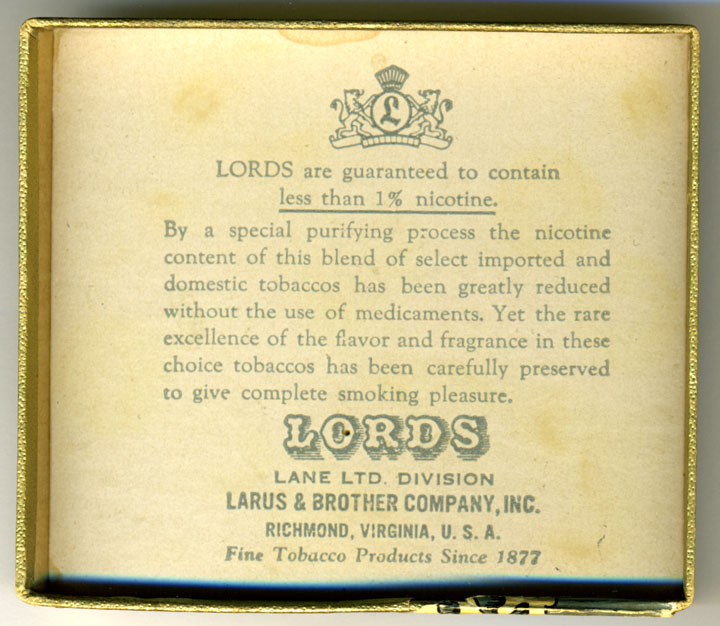 L
LORDS are guaranteed to contain
less than 1% nicotine.
By a special purifying process the nicotine
content of this blend of select imported and
domestic tobaccos has been greatly reduced
without the use of medicaments. Yet the rare
excellence of the flavor and fragrance in these
choice tobaccos has been carefully preserved
to give complete smoking pleasure.
LORDS
LANE LTD. DIVISION
LARUS & BROTHER COMPANY, INC.
RICHMOND, VIRGINIA, U. S. A.
Fine Tobacco Products Since 1877